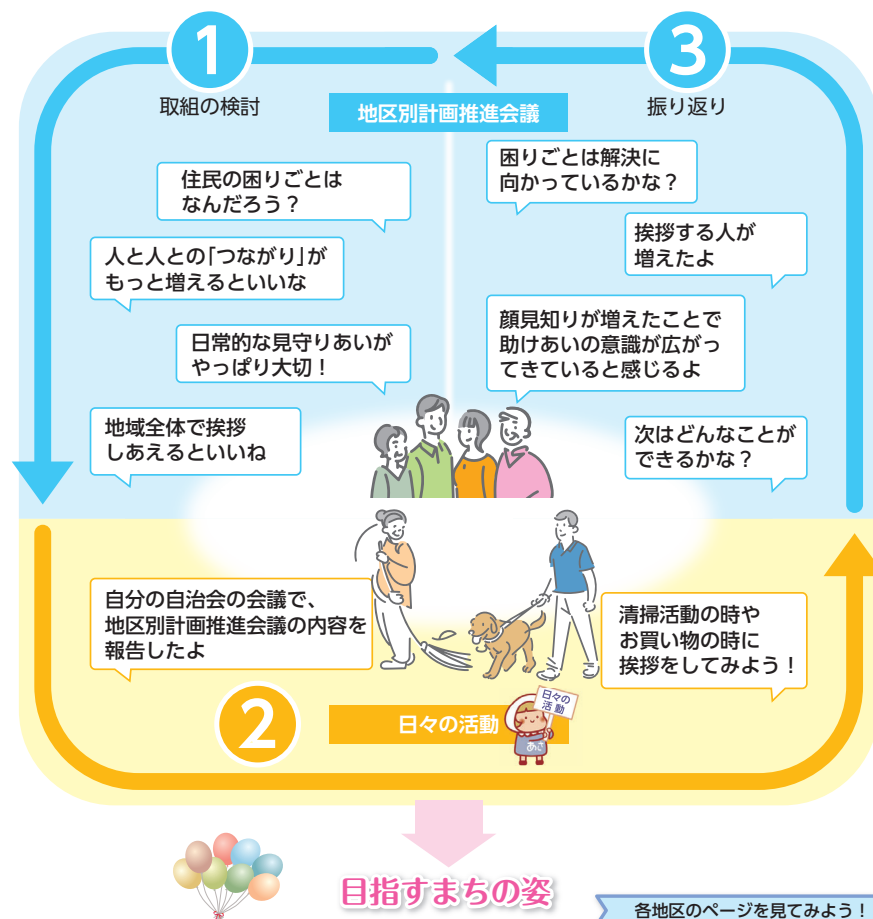 1
取組の検討
3
振り返り
地区別計画推進会議
住民の困りごとは
なんだろう？
人と人との「つながり」が
もっと増えるといいな
日常的な見守りあいが
やっぱり大切！
地域全体で挨拶
しあえるといいね
困りごとは解決に
向かっているかな？
挨拶する人が
増えたよ
顔見知りが増えたことで
助けあいの意識が広がっ
てきていると感じるよ
次はどんなことが
できるかな？
自分の自治会の会議で、
地区別計画推進会議の内容を
報告したよ
清掃活動の時や
お買い物の時に
挨拶をしてみよう！
2
日々の活動
日々の
活動
あさ
目指すまちの姿
各地区のページを見てみよう！